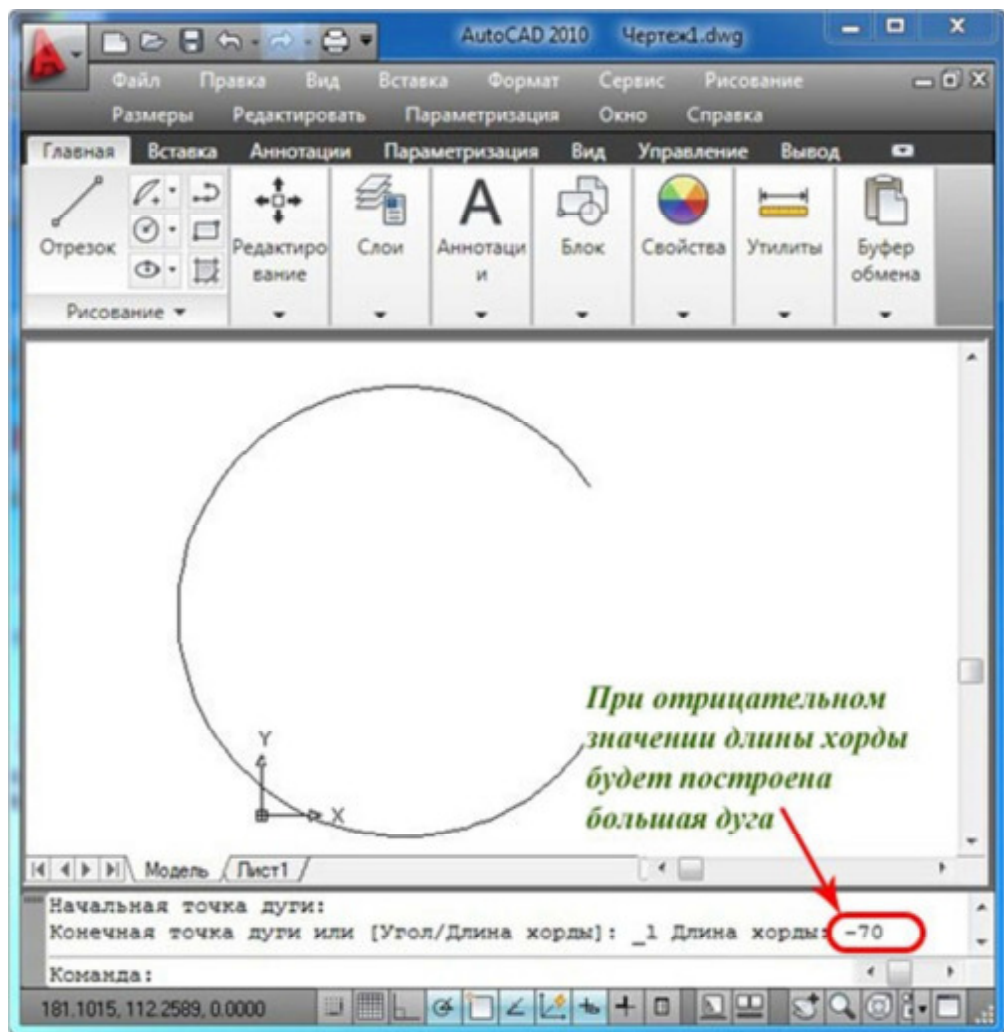 AutoCAD 2010 Чертеж1.dwg
Файл Правка Вид Вставка Формат Сервис Рисование
Размеры Редактировать Параметризация Окно Справка
Главная Вставка Аннотации Параметризация Вид Управление Вывод
Отрезок
Редактиро
вание
Слои
A
Аннотаци
и
Блок
Свойства
Утилиты
Буфер
обмена
Рисование
При отрицательном
значении длины хорды
будет построена
большая дуга
Y
X
Модель Лист1
Начальная точка дуги:
Конечная точка дуги или [Угол/Длина хорды]: _l Длина хорды: -70
Команда:
181.1015, 112.2589, 0.0000